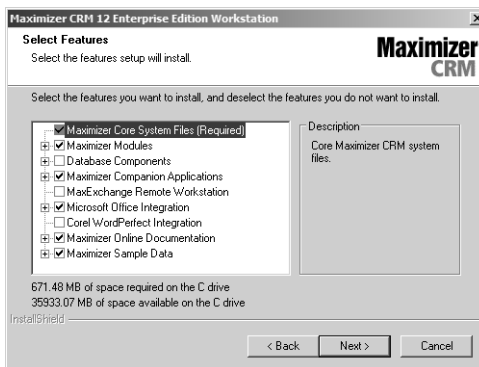 Maximizer CRM 12 Enterprise Edition Workstation
Select Features
Select the features setup will install.
Maximizer
CRM
Select the features you want to install, and deselect the features you do not want to install.
Maximizer Core System Files (Required)
Maximizer Modules
Database Components
Maximizer Companion Applications
MaxExchange Remote Workstation
Microsoft Office Integration
Corel WordPerfect Integration
Maximizer Online Documentation
Maximizer Sample Data
Description
Core Maximizer CRM system
files.
671.48 MB of space required on the C drive
35933.07 MB of space available on the C drive
InstallShield
< Back
Next >
Cancel